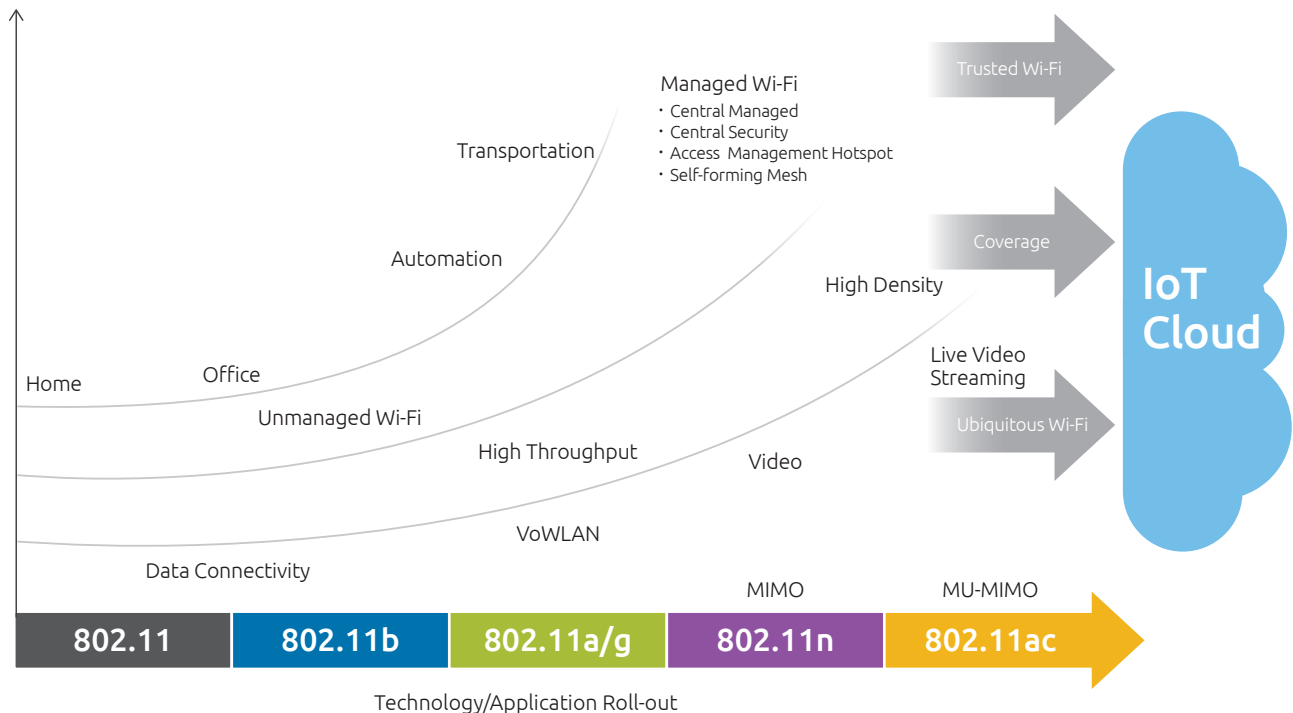 Trusted Wi-Fi
Managed Wi-Fi
· Central Managed
· Central Security
· Access Management Hotspot
· Self-forming Mesh
Transportation
Automation
Coverage
High Density
IoT
Cloud
Home
Office
Live Video
Streaming
Unmanaged Wi-Fi
Ubiquitous Wi-Fi
High Throughput
Video
VoWLAN
Data Connectivity
MIMO
MU-MIMO
802.11
802.11b
802.11a/g
802.11n
802.11ac
Technology/Application Roll-out